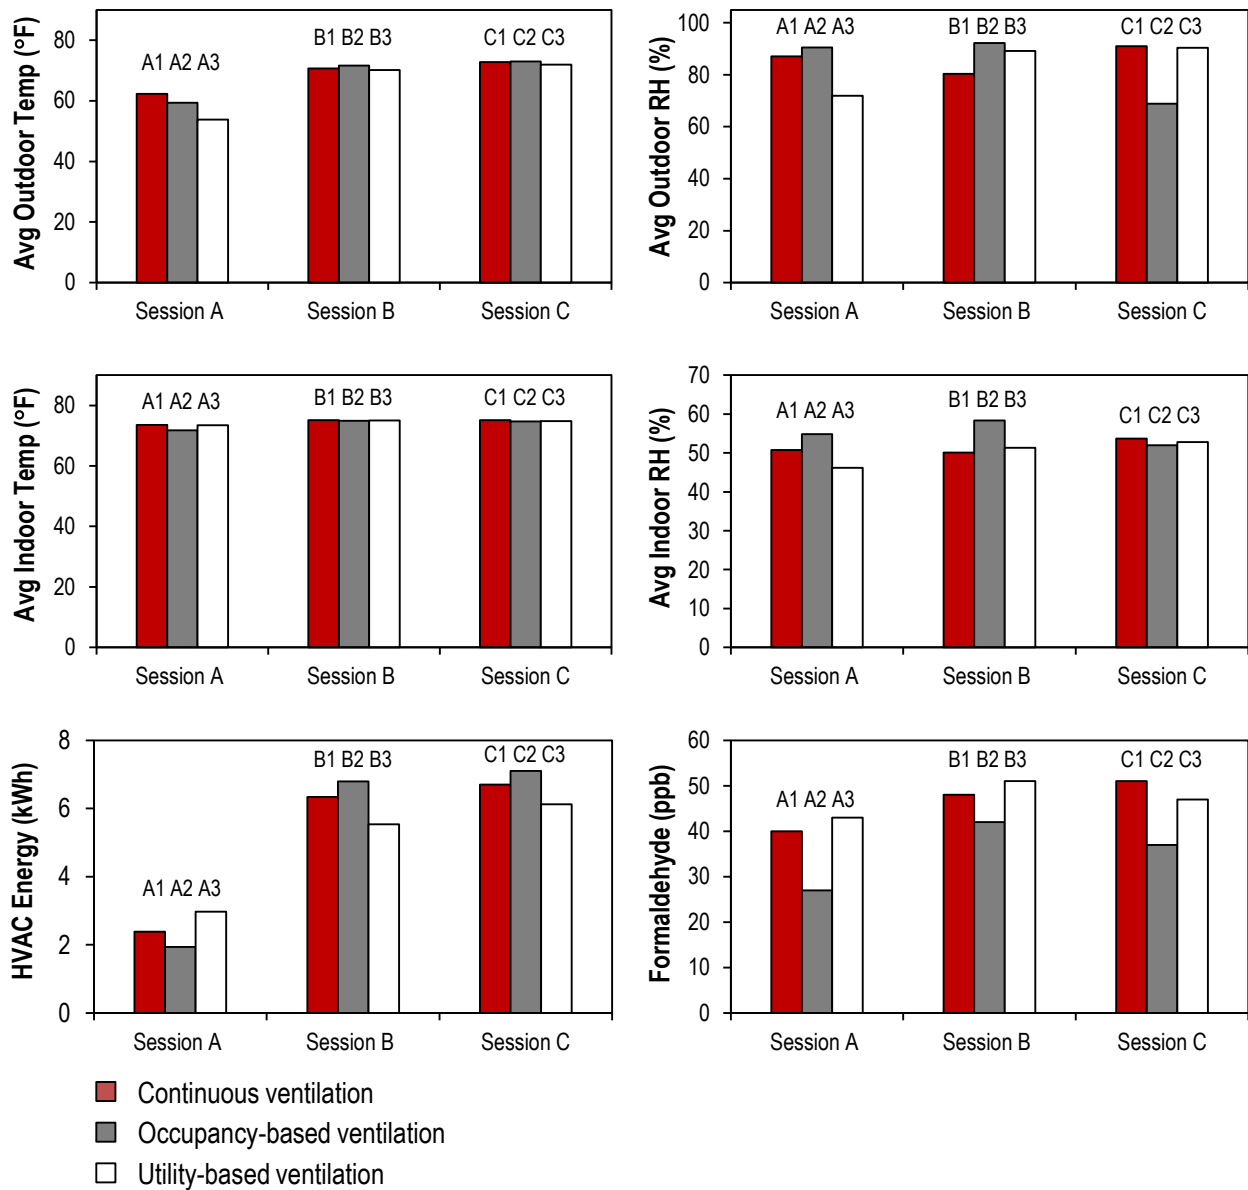 Avg Outdoor Temp (°F)
80
60
40
20
0
A1 A2 A3
B1 B2 B3
C1 C2 C3
Session A
Session B
Session C
Avg Outdoor RH (%)
100
80
60
40
20
0
A1 A2 A3
B1 B2 B3
C1 C2 C3
Session A
Session B
Session C
Avg Indoor Temp (°F)
80
60
40
20
0
A1 A2 A3
B1 B2 B3
C1 C2 C3
Session A
Session B
Session C
Avg Indoor RH (%)
70
60
50
40
30
20
10
0
A1 A2 A3
B1 B2 B3
C1 C2 C3
Session A
Session B
Session C
HVAC Energy (kWh)
8
6
4
2
0
A1 A2 A3
B1 B2 B3
C1 C2 C3
Session A
Session B
Session C
Formaldehyde (ppb)
60
50
40
30
20
10
0
A1 A2 A3
B1 B2 B3
C1 C2 C3
Session A
Session B
Session C
Continuous ventilation
Occupancy-based ventilation
Utility-based ventilation